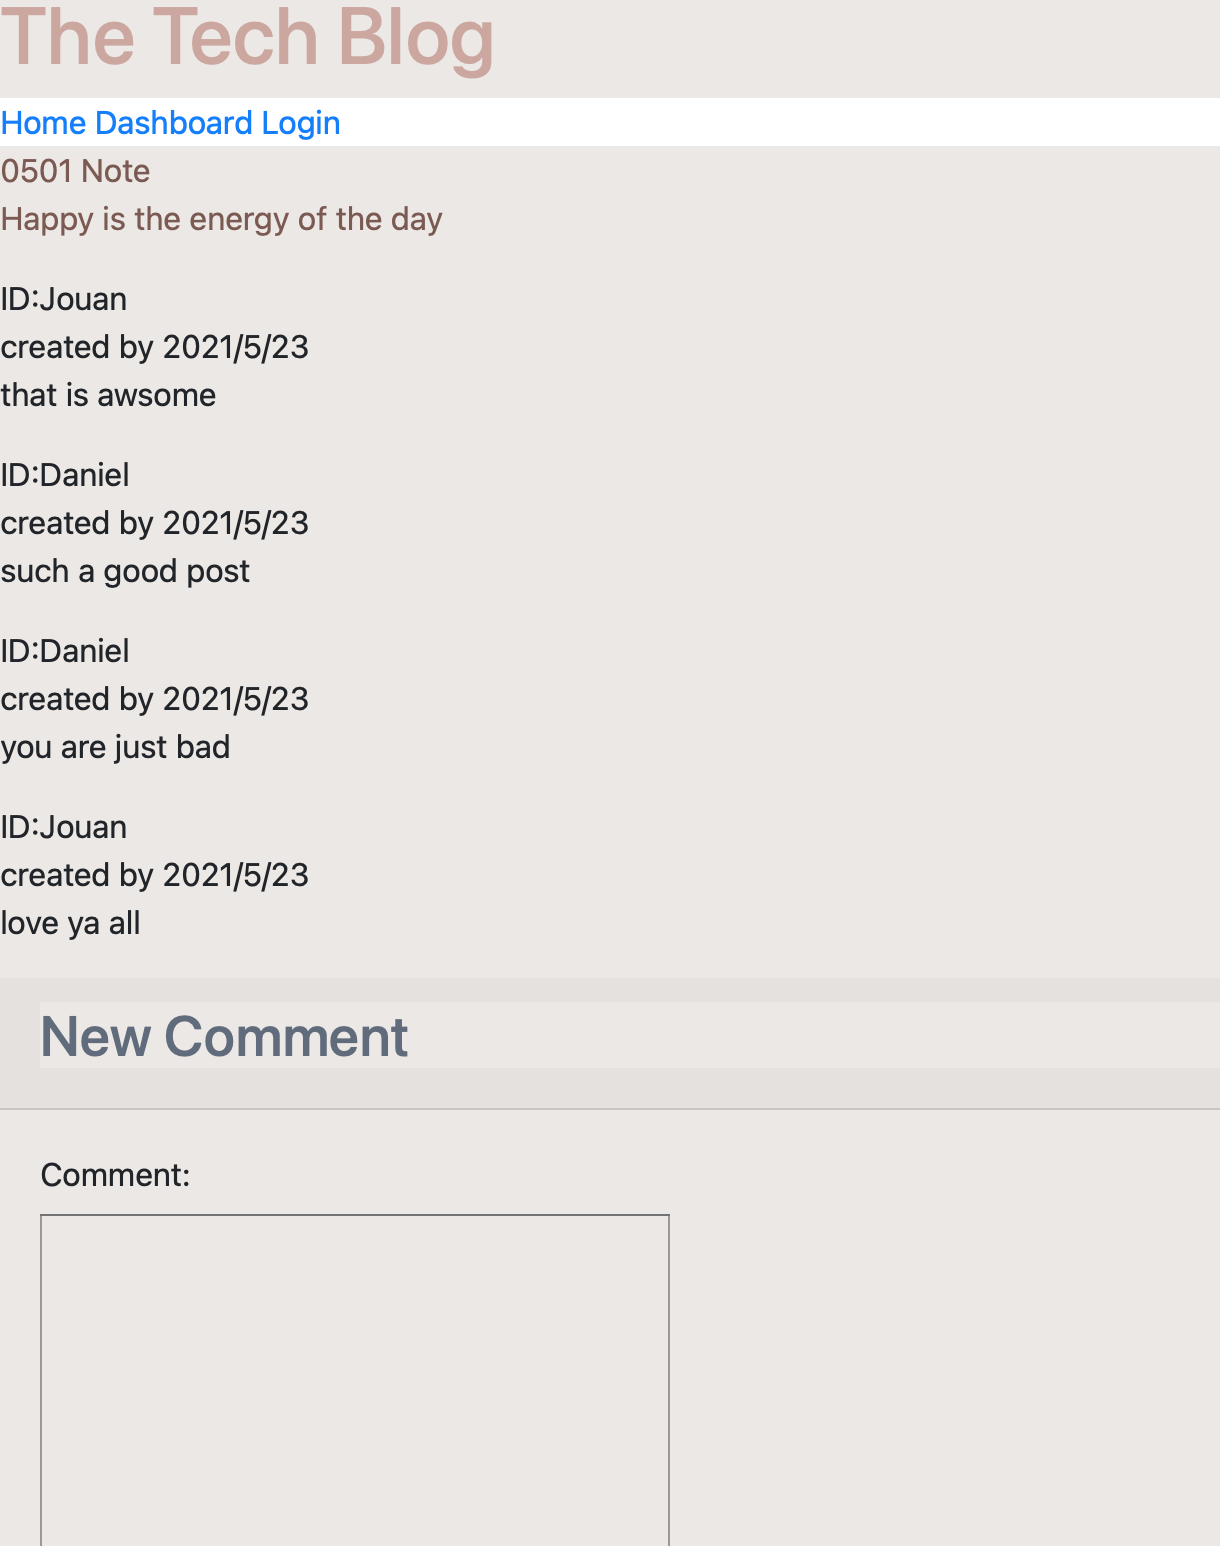 The Tech Blog
Home Dashboard Login
0501 Note
Happy is the energy of the day
ID:Jouan
created by 2021/5/23
that is awsome
ID:Daniel
created by 2021/5/23
such a good post
ID:Daniel
created by 2021/5/23
you are just bad
ID:Jouan
created by 2021/5/23
love ya all
New Comment
Comment: